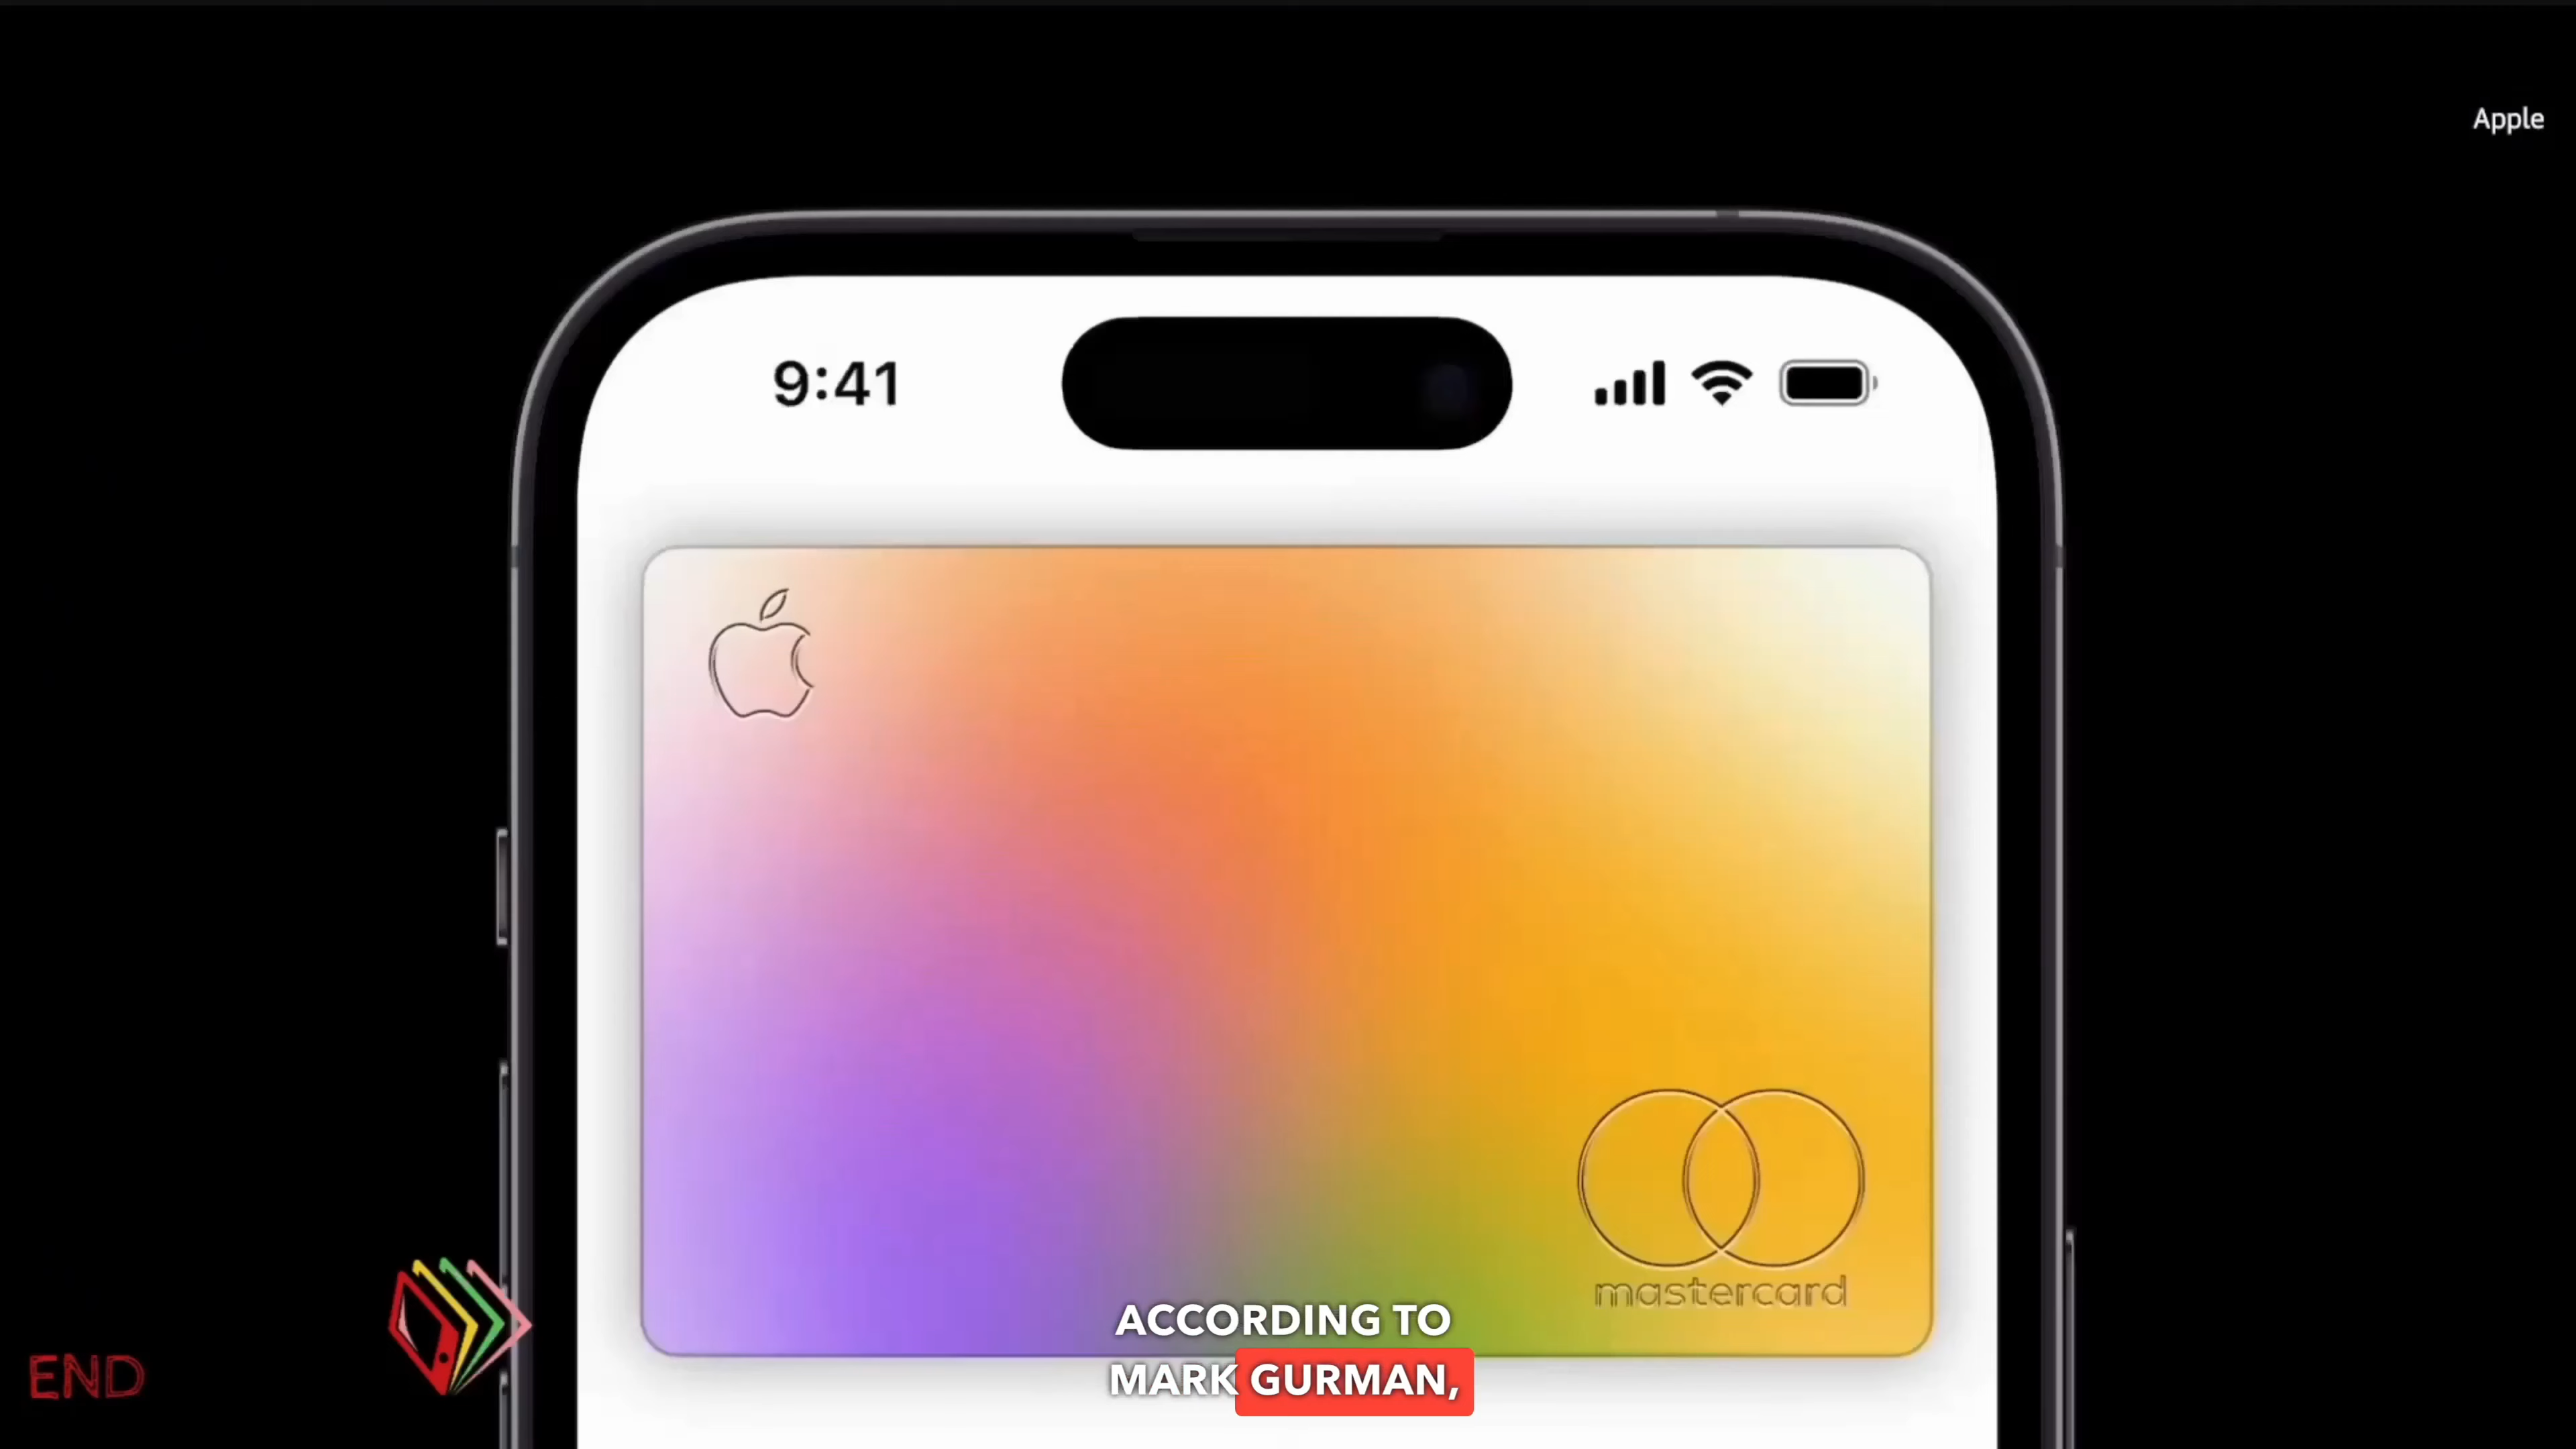 Apple
9:41
mastercard
ACCORDING TO
MARK GURMAN,
END